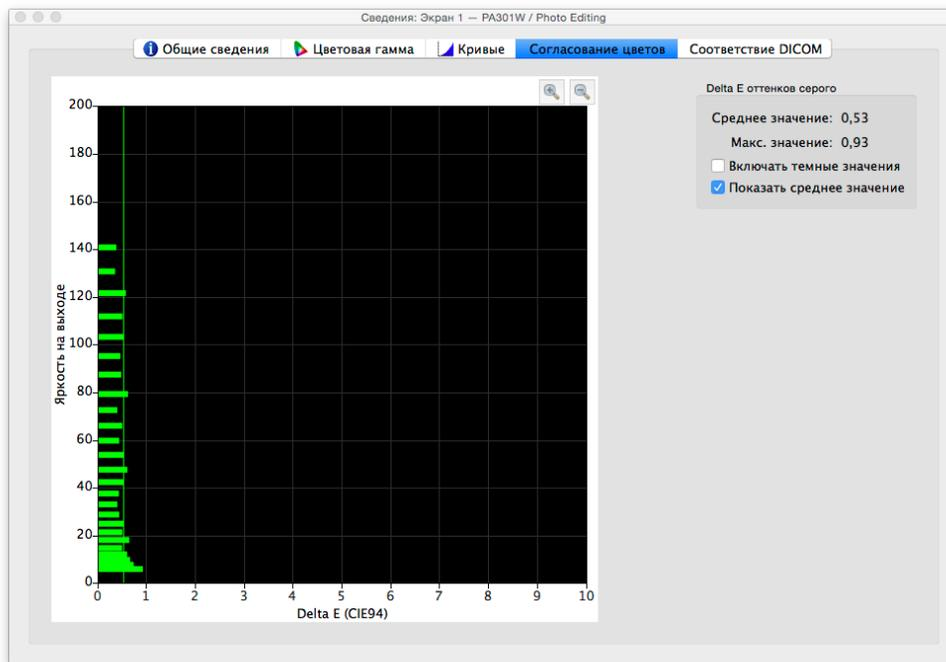 Сведения: Экран 1 — PA301W / Photo Editing
Общие сведения
Цветовая гамма
Кривые
Согласование цветов
Соответствие DICOM
200
180
160
140
120
100
80
60
40
20
0
Яркость на выходе
0 1 2 3 4 5 6 7 8 9 10
Delta E (CIE94)
Delta E оттенков серого
Среднее значение: 0,53
Макс. значение: 0,93
Включать темные значения
Показать среднее значение